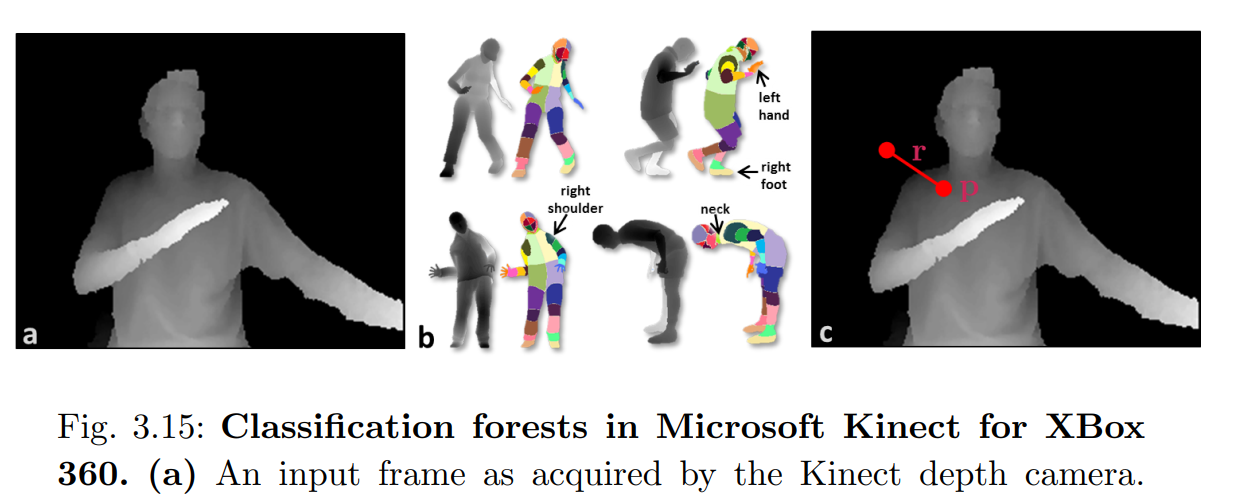 a
b
c
left
hand
right
foot
right
shoulder
neck
r
p
Fig. 3.15: Classification forests in Microsoft Kinect for XBox
360. (a) An input frame as acquired by the Kinect depth camera.